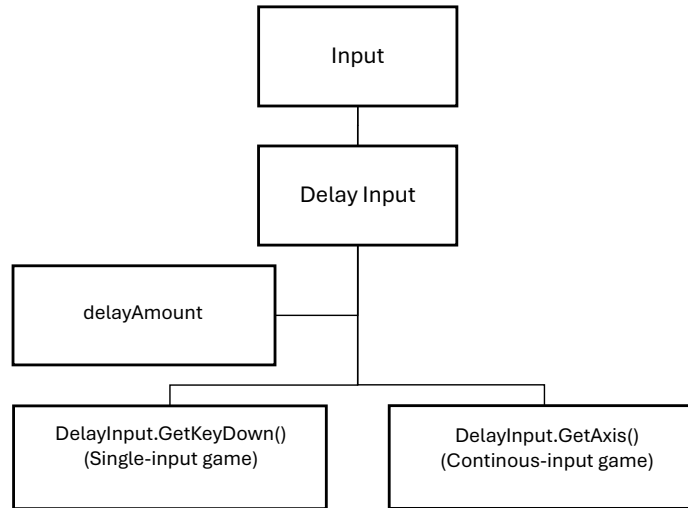 Input
Delay Input
delayAmount
DelayInput.GetKeyDown()
(Single-input game)
DelayInput.GetAxis()
(Continous-input game)